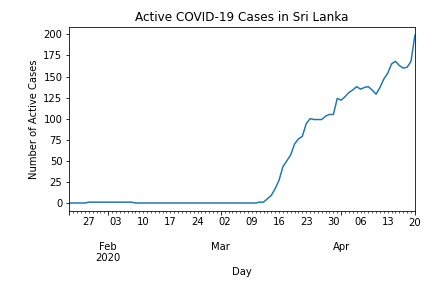 Active COVID-19 Cases in Sri Lanka
200
175
150
125
100
75
50
25
0
Number of Active Cases
27 03 10 17 24 02 09 16 23 30 06 13 20
Feb Mar Apr
2020
Day